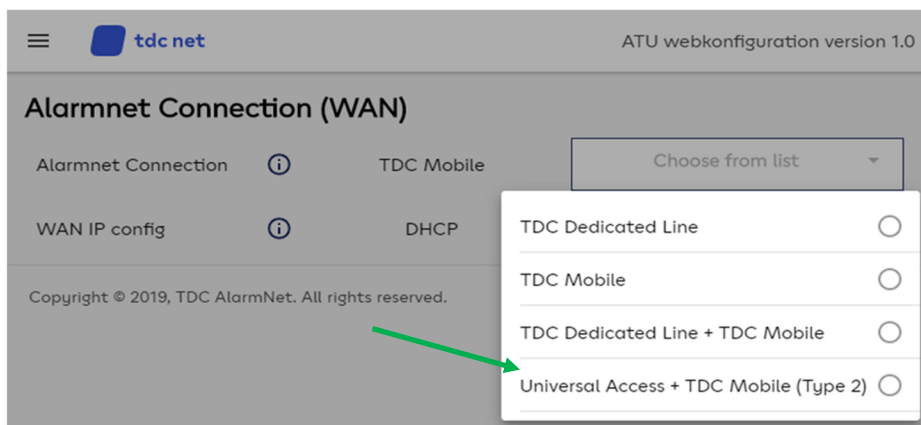 tdc net
ATU webkonfiguration version 1.0
Alarmnet Connection (WAN)
Alarmnet Connection TDC Mobile Choose from list
WAN IP config DHCP
TDC Dedicated Line
TDC Mobile
TDC Dedicated Line + TDC Mobile
Universal Access + TDC Mobile (Type 2)
Copyright © 2019, TDC AlarmNet. All rights reserved.